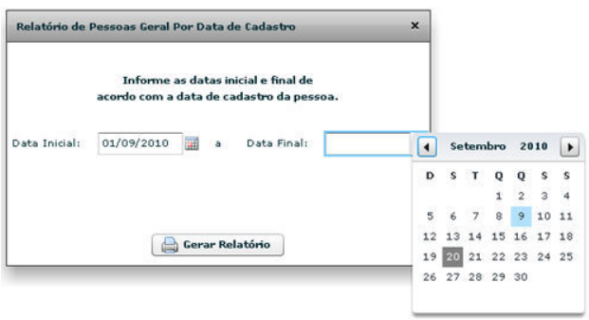 Relatório de Pessoas Geral Por Data de Cadastro x
Informe as datas inicial e final de
acordo com a data de cadastro da pessoa.
Data Inicial: 01/09/2010 a Data Final:
Setembro 2010
D S T Q Q S S
1 2 3 4
5 6 7 8 9 10 11
12 13 14 15 16 17 18
19 20 21 22 23 24 25
26 27 28 29 30
Gerar Relatório